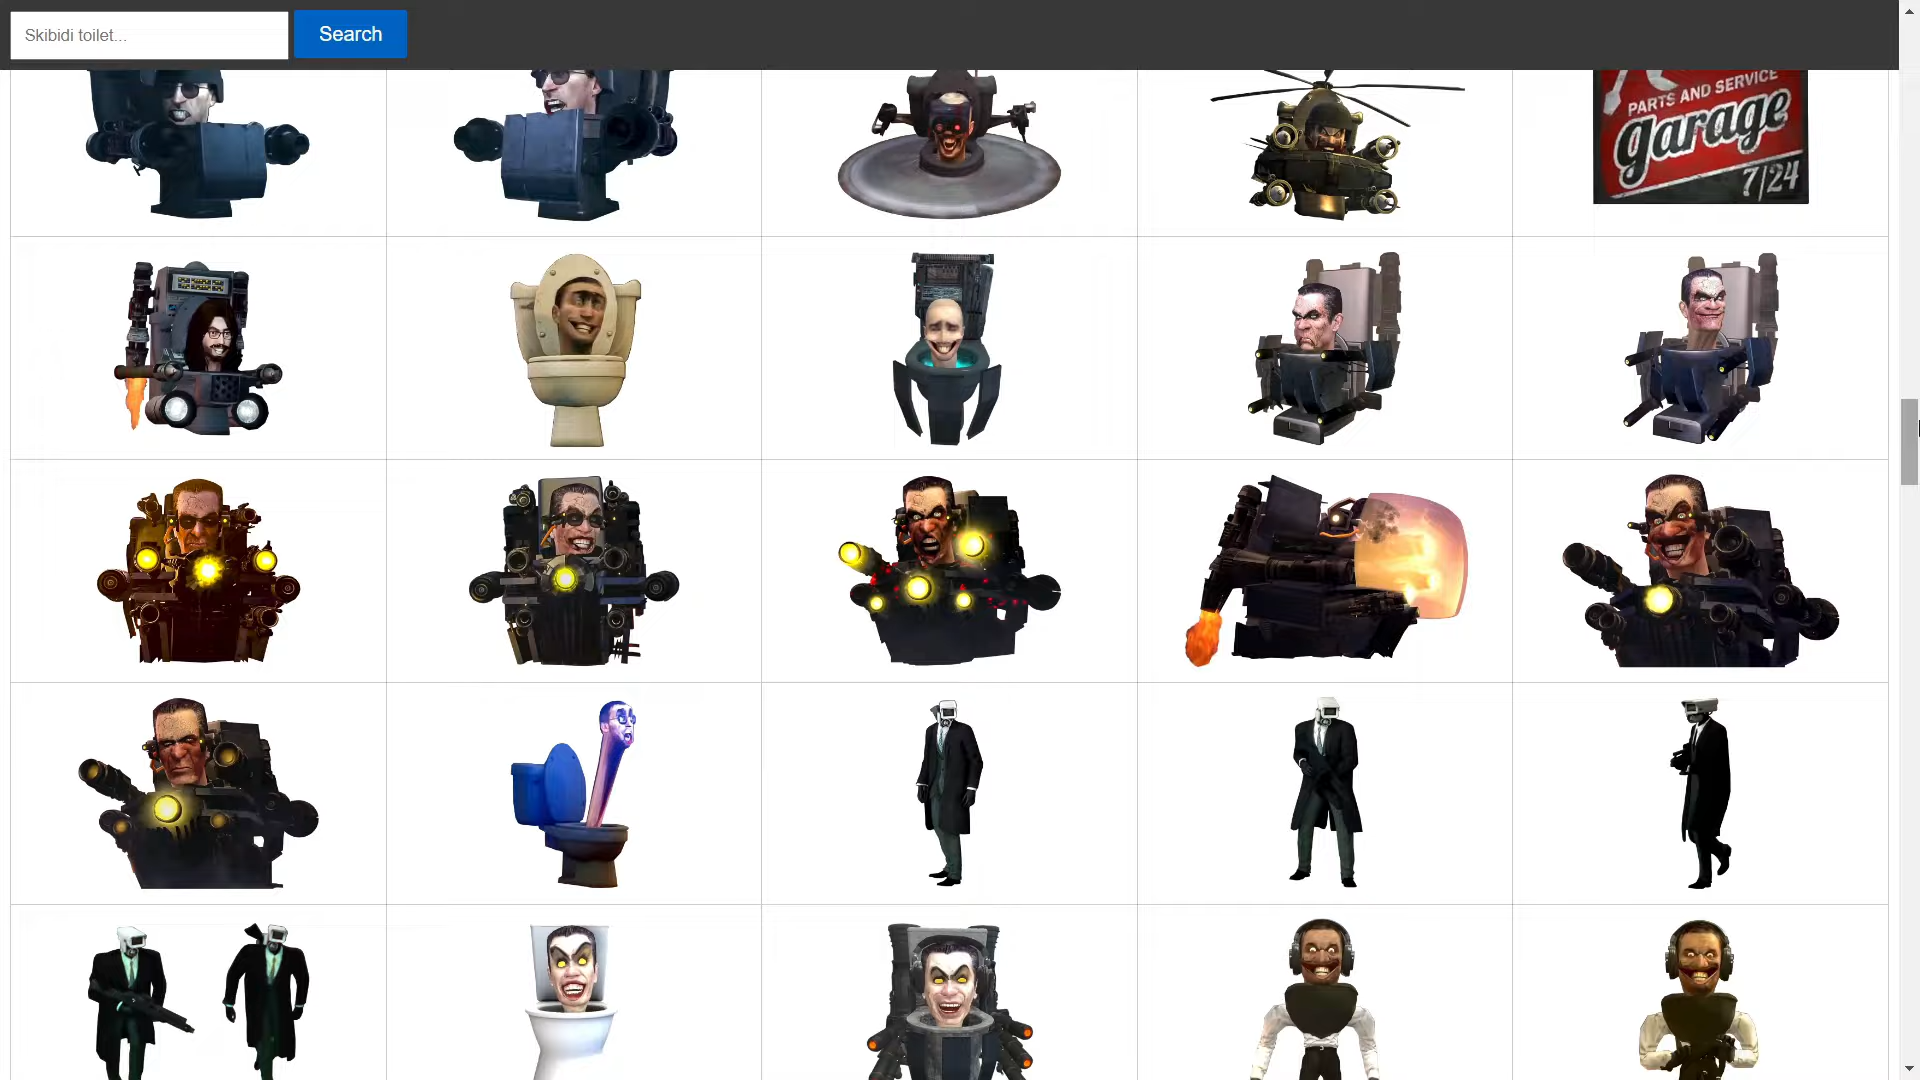 Skibidi toilet...
Search
PARTS AND SERVICE
garage
7/24